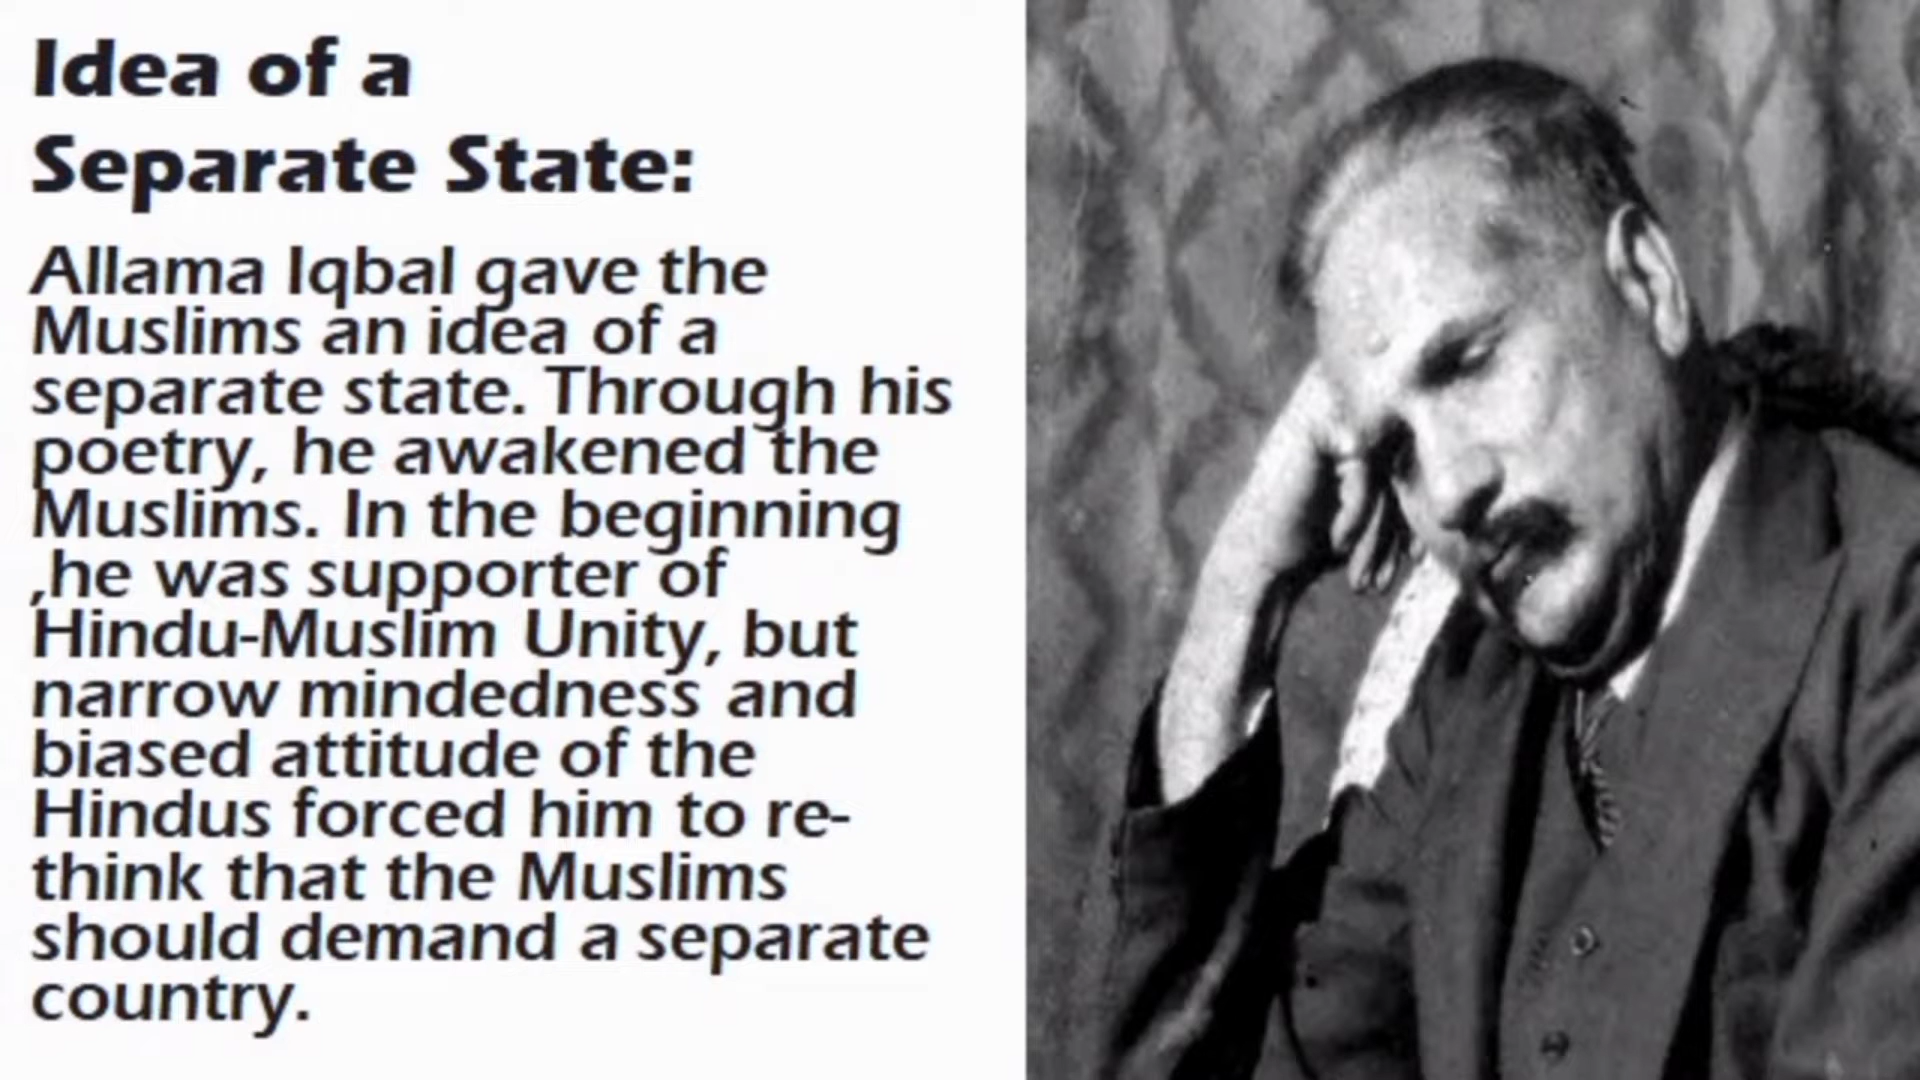 Idea of a
Separate State:
Allama Iqbal gave the
Muslims an idea of a
separate state. Through his
poetry, he awakened the
Muslims. In the beginning
,he was supporter of
Hindu-Muslim Unity, but
narrow mindedness and
biased attitude of the
Hindus forced him to re-
think that the Muslims
should demand a separate
country.